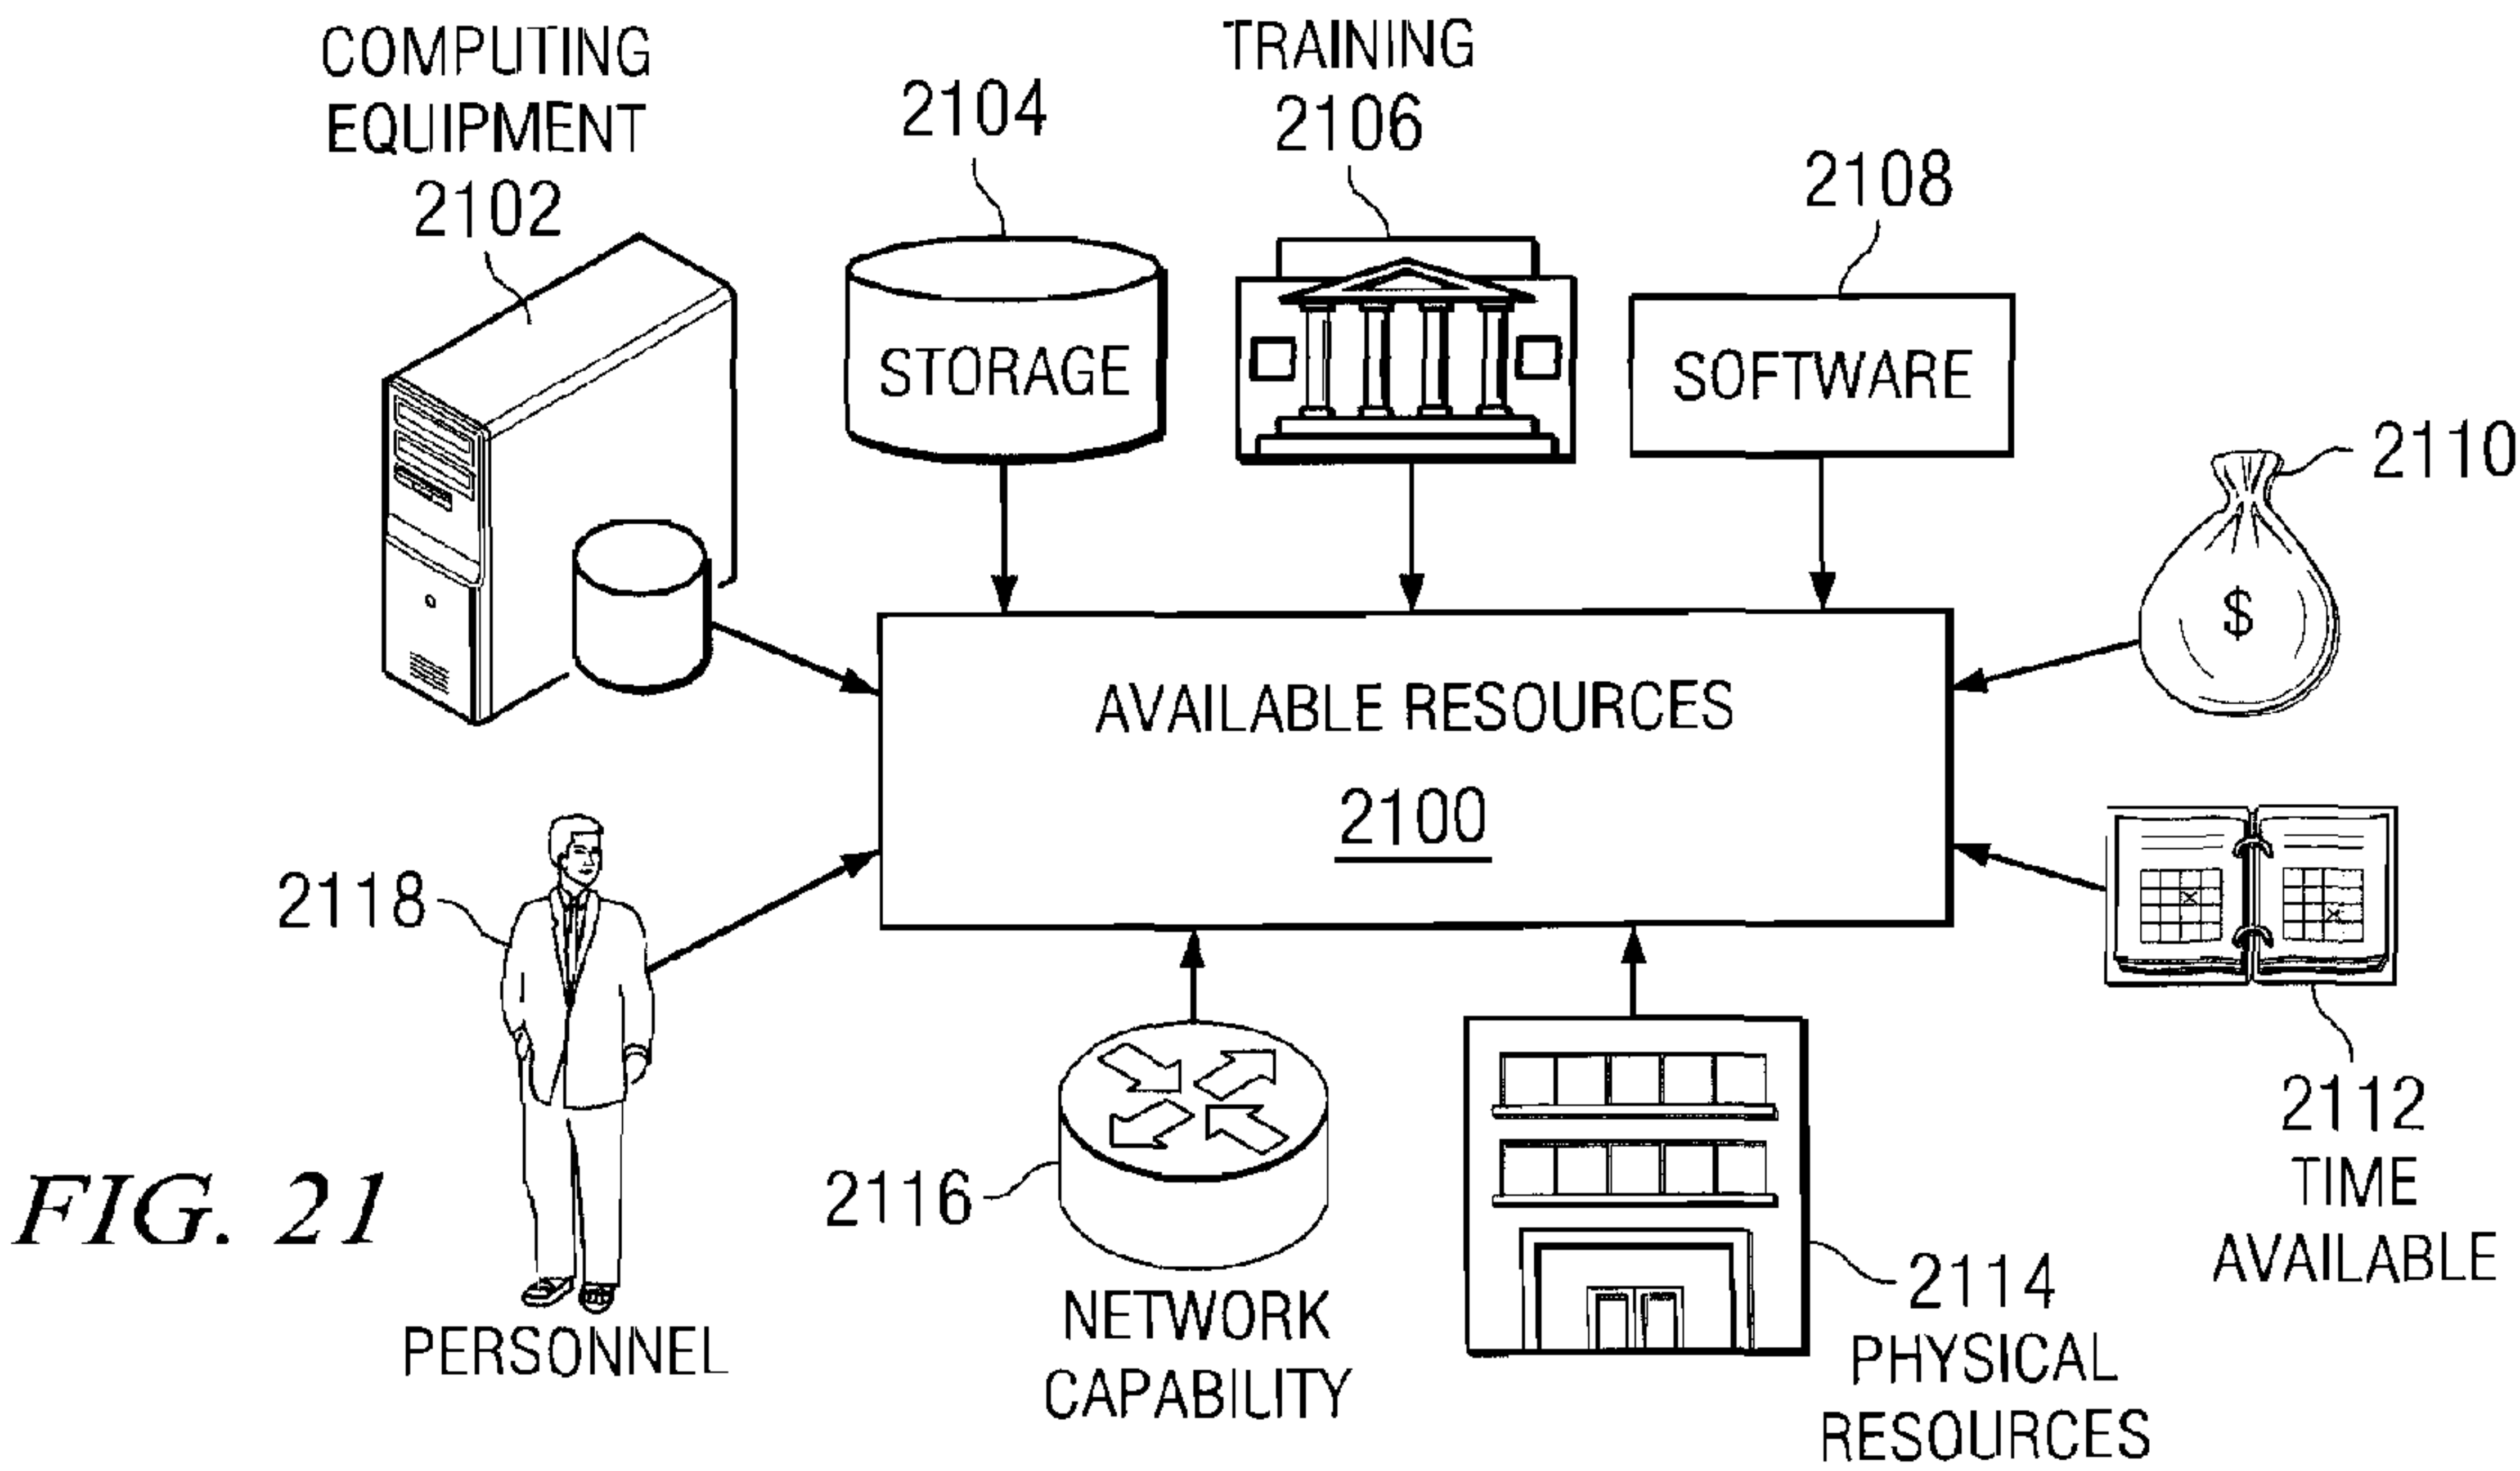 COMPUTING
EQUIPMENT
2102
2104
STORAGE
TRAINING
2106
2108
SOFTWARE
2110
$
AVAILABLE RESOURCES
2100
2118
PERSONNEL
2116
NETWORK
CAPABILITY
2114
PHYSICAL
RESOURCES
2112
TIME
AVAILABLE
FIG. 21